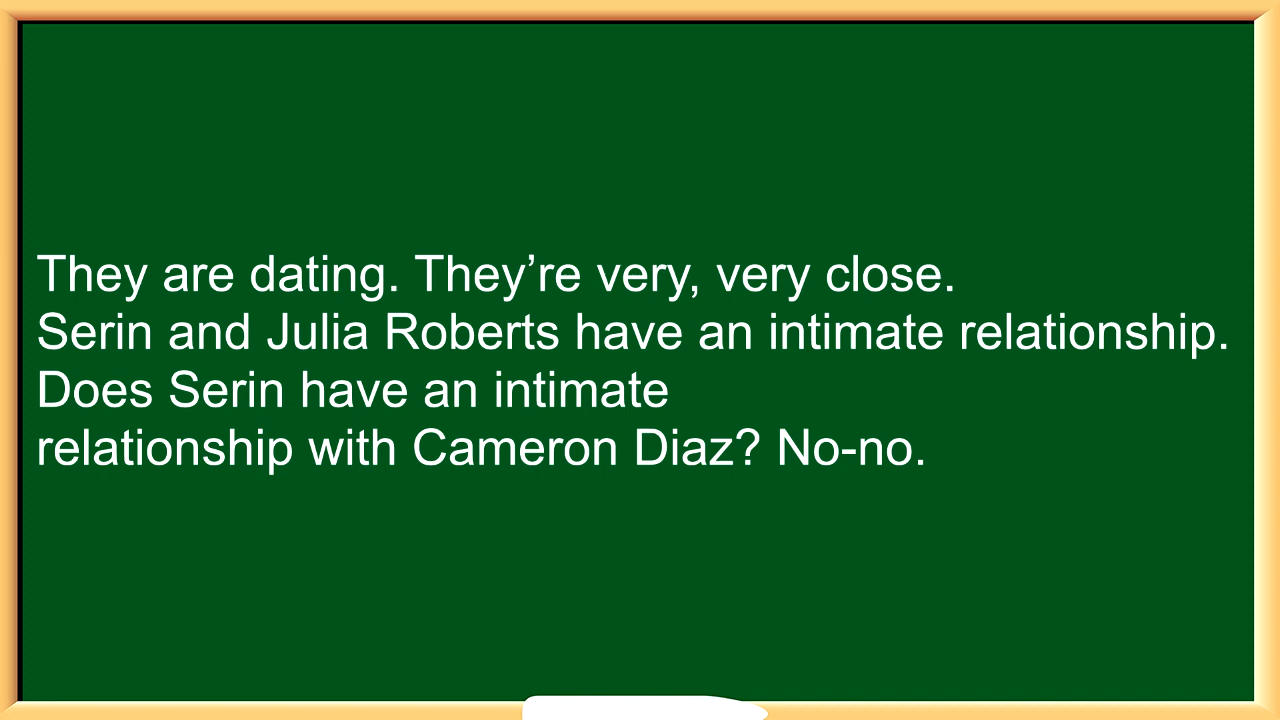 They are dating. They’re very, very close.
Serin and Julia Roberts have an intimate relationship.
Does Serin have an intimate
relationship with Cameron Diaz? No-no.